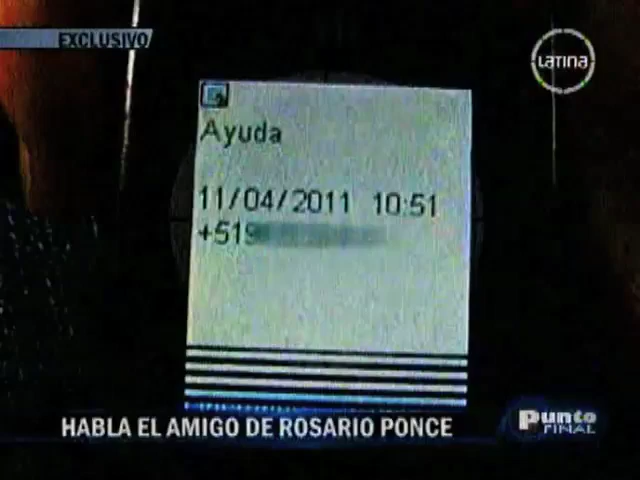 EXCLUSIVO
LATINA
Ayuda
11/04/2011 10:51
+519
HABLA EL AMIGO DE ROSARIO PONCE
Punto
FINAL